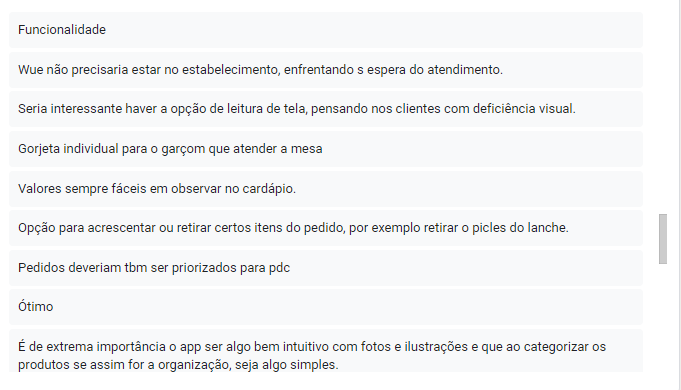 Funcionalidade
Wue não precisaria estar no estabelecimento, enfrentando s espera do atendimento.
Seria interessante haver a opção de leitura de tela, pensando nos clientes com deficiência visual.
Gorjeta individual para o garçom que atender a mesa
Valores sempre fáceis em observar no cardápio.
Opção para acrescentar ou retirar certos itens do pedido, por exemplo retirar o picles do lanche.
Pedidos deveriam tbm ser priorizados para pdc
Ótimo
É de extrema importância o app ser algo bem intuitivo com fotos e ilustrações e que ao categorizar os
produtos se assim for a organização, seja algo simples.